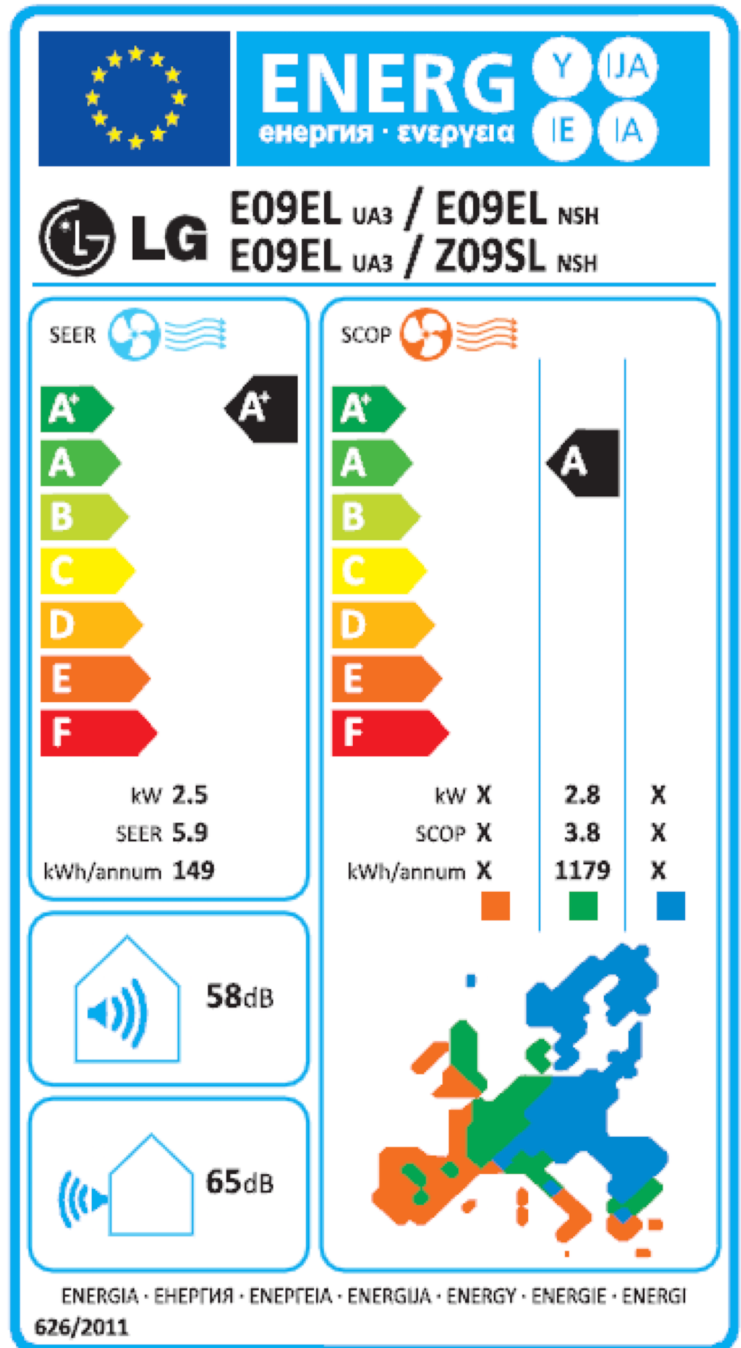 ENERG Y IJA
енергия · ενεργεια IE IA
LG E09EL UA3 / E09EL NSH
E09EL UA3 / Z09SL NSH
SEER
A⁺ A⁺
A
B
C
D
E
F
kW 2.5
SEER 5.9
kWh/annum 149
SCOP
A⁺
A A
B
C
D
E
F
kW X 2.8 X
SCOP X 3.8 X
kWh/annum X 1179 X
58dB
65dB
ENERGIA · ЕНЕРГИЯ · ΕΝΕΡΓΕΙΑ · ENERGIJA · ENERGY · ENERGIE · ENERGI
626/2011